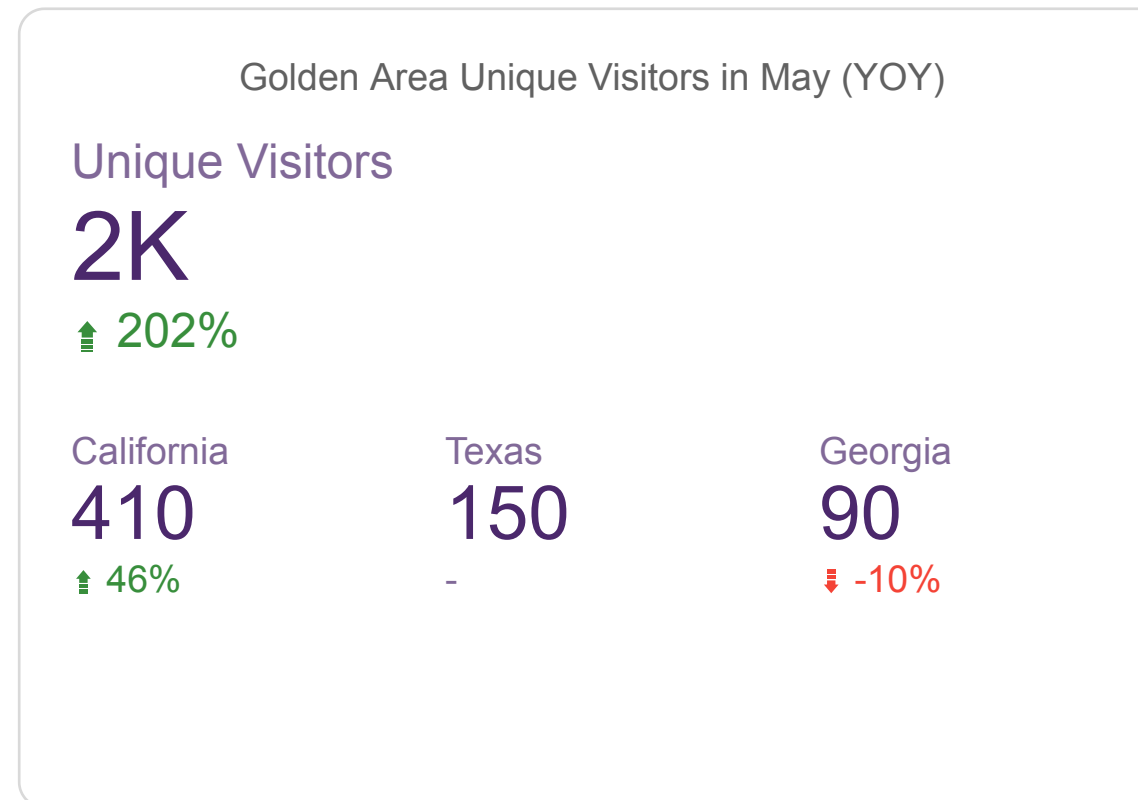 Golden Area Unique Visitors in May (YOY)
Unique Visitors
2K
202%
California Texas Georgia
410 150 90
46% - -10%